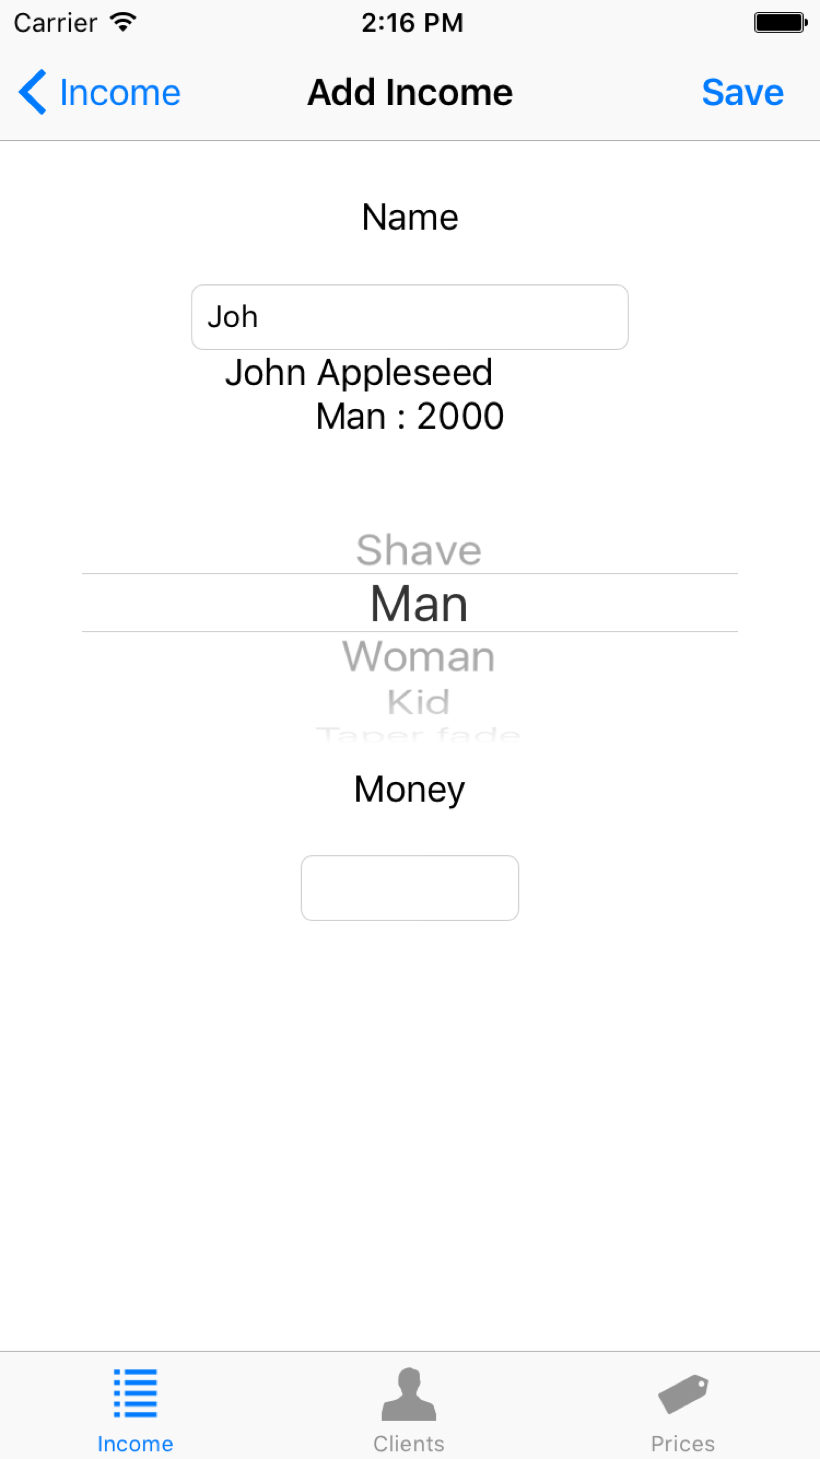 Carrier 2:16 PM
Income Add Income Save
Name
Joh
John Appleseed
Man : 2000
Shave
Man
Woman
Kid
Taper fade
Money
Income Clients Prices